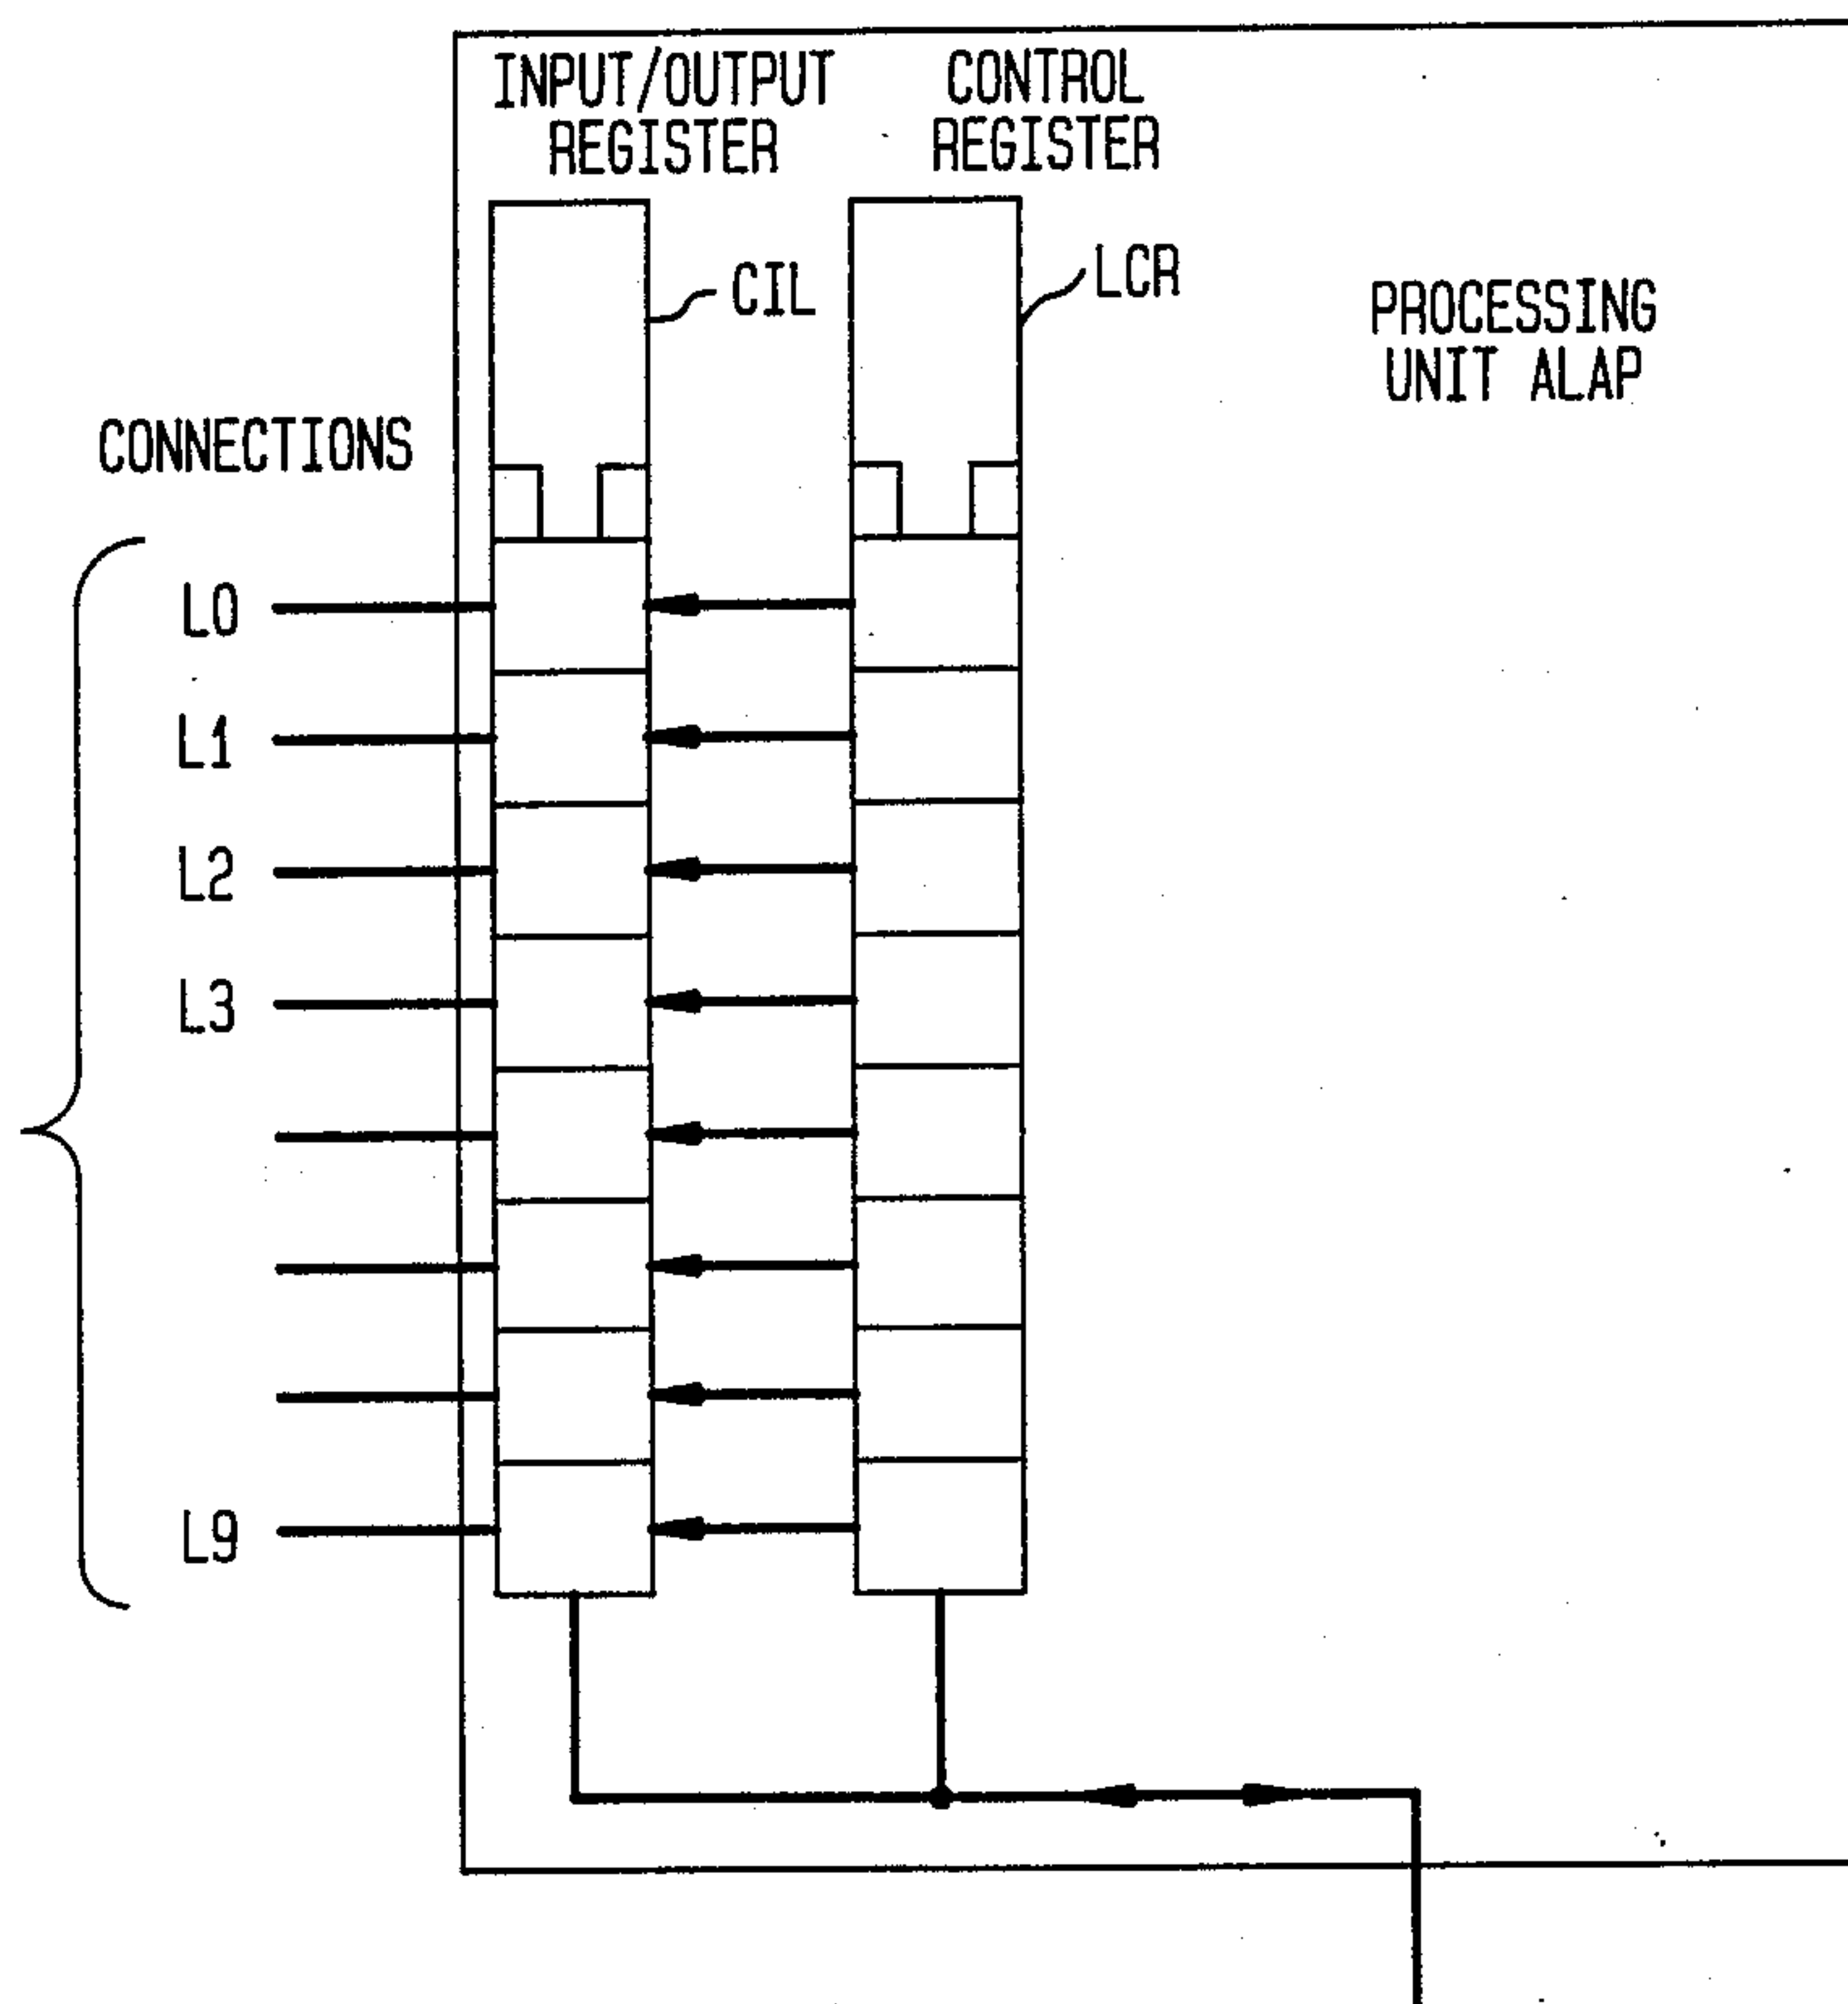 INPUT/OUTPUT
REGISTER
CONTROL
REGISTER
CIL
LCR
PROCESSING
UNIT ALAP
CONNECTIONS
L0
L1
L2
L3
L9